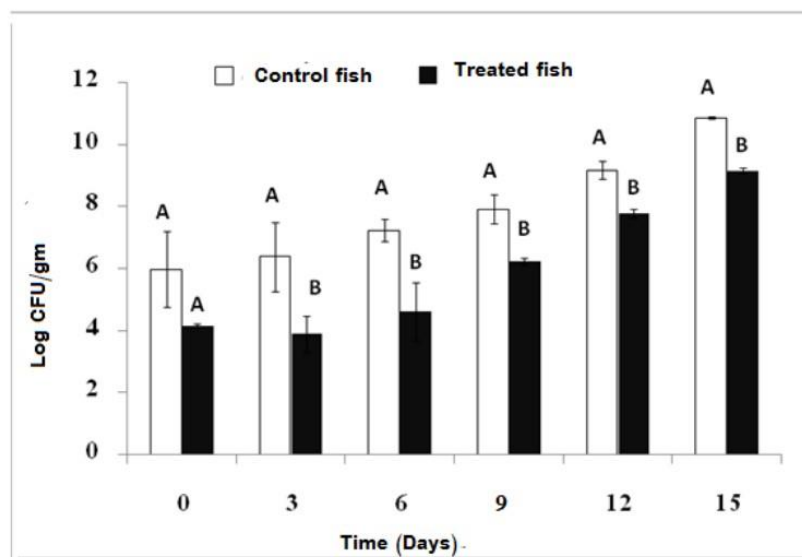 Control fish
Treated fish
12
10
8
6
4
2
0
Log CFU/gm
A
A
A
B
A
B
A
B
A
B
A
B
0
3
6
9
12
15
Time (Days)